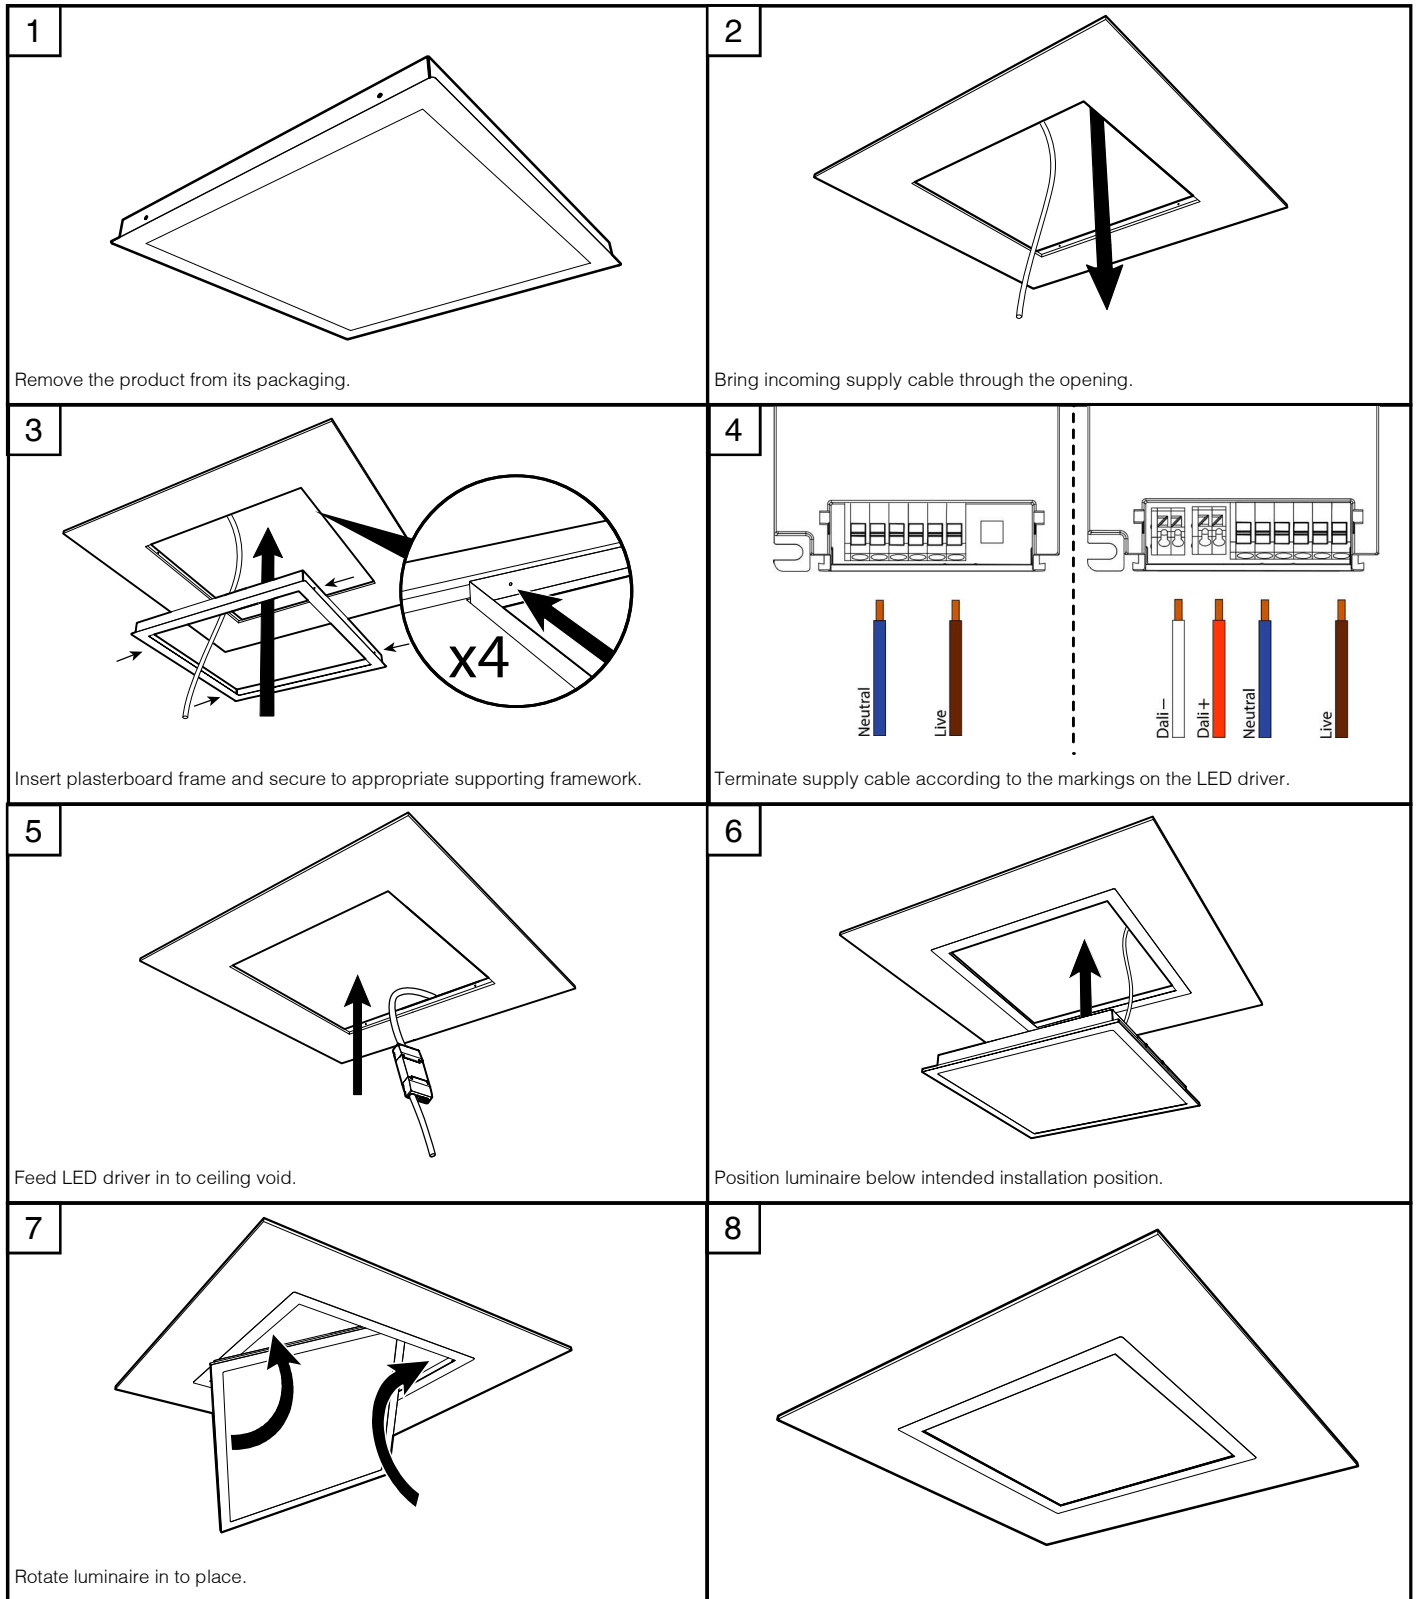 1
Remove the product from its packaging.
2
Bring incoming supply cable through the opening.
3
x4
Insert plasterboard frame and secure to appropriate supporting framework.
4
Neutral
Live
Dali −
Dali +
Neutral
Live
Terminate supply cable according to the markings on the LED driver.
5
Feed LED driver in to ceiling void.
6
Position luminaire below intended installation position.
7
Rotate luminaire in to place.
8